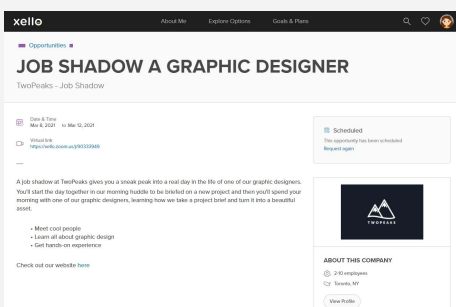 xello
About Me Explore Options Goals & Plans
Opportunities
JOB SHADOW A GRAPHIC DESIGNER
TwoPeaks - Job Shadow
Date & Time
Mar 8, 2021 to Mar 12, 2021
Virtual link
https://xello.zoom.us/j/90333949
A job shadow at TwoPeaks gives you a sneak peak into a real day in the life of one of our graphic designers.
You'll start the day together in our morning huddle to be briefed on a new project and then you'll spend your
morning with one of our graphic designers, learning how we take a project brief and turn it into a beautiful
asset.
• Meet cool people
• Learn all about graphic design
• Get hands-on experience
Check out our website here
Scheduled
This opportunity has been scheduled
Request again
TWOPEAKS
ABOUT THIS COMPANY
2-10 employees
Toronto, NY
View Profile